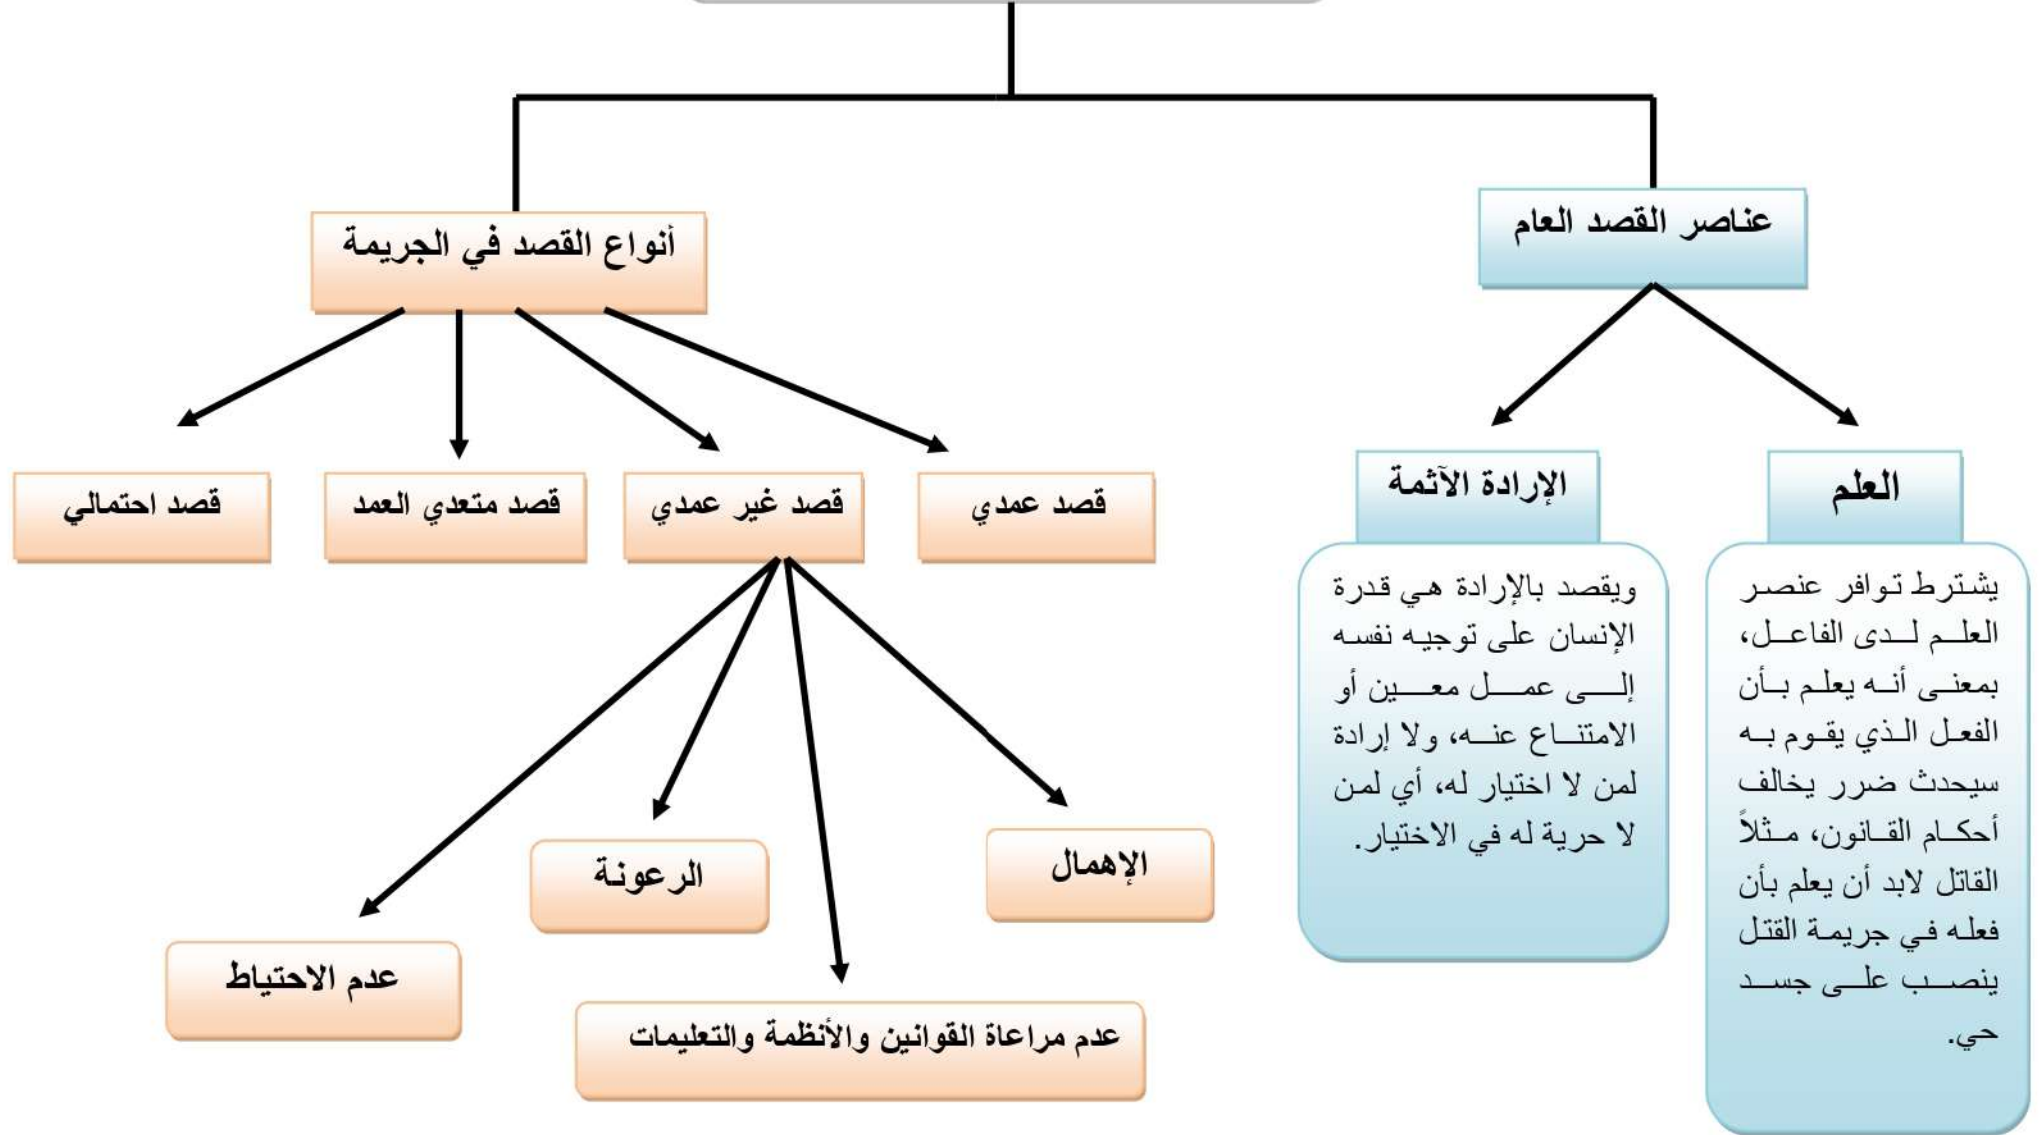 عناصر القصد العام
أنواع القصد في الجريمة
العلم
الإرادة الآثمة
قصد عمدي
قصد غير عمدي
قصد متعدي العمد
قصد احتمالي
يشترط توافر عنصر
العلم لدى الفاعل،
بمعنى أنه يعلم بأن
الفعل الذي يقوم به
سيحدث ضرر يخالف
أحكام القانون، مثلاً
القاتل لابد أن يعلم بأن
فعله في جريمة القتل
ينصب على جسد
حي.
ويقصد بالإرادة هي قدرة
الإنسان على توجيه نفسه
إلى عمل معين أو
الامتناع عنه، ولا إرادة
لمن لا اختيار له، أي لمن
لا حرية له في الاختيار.
الإهمال
الرعونة
عدم الاحتياط
عدم مراعاة القوانين والأنظمة والتعليمات